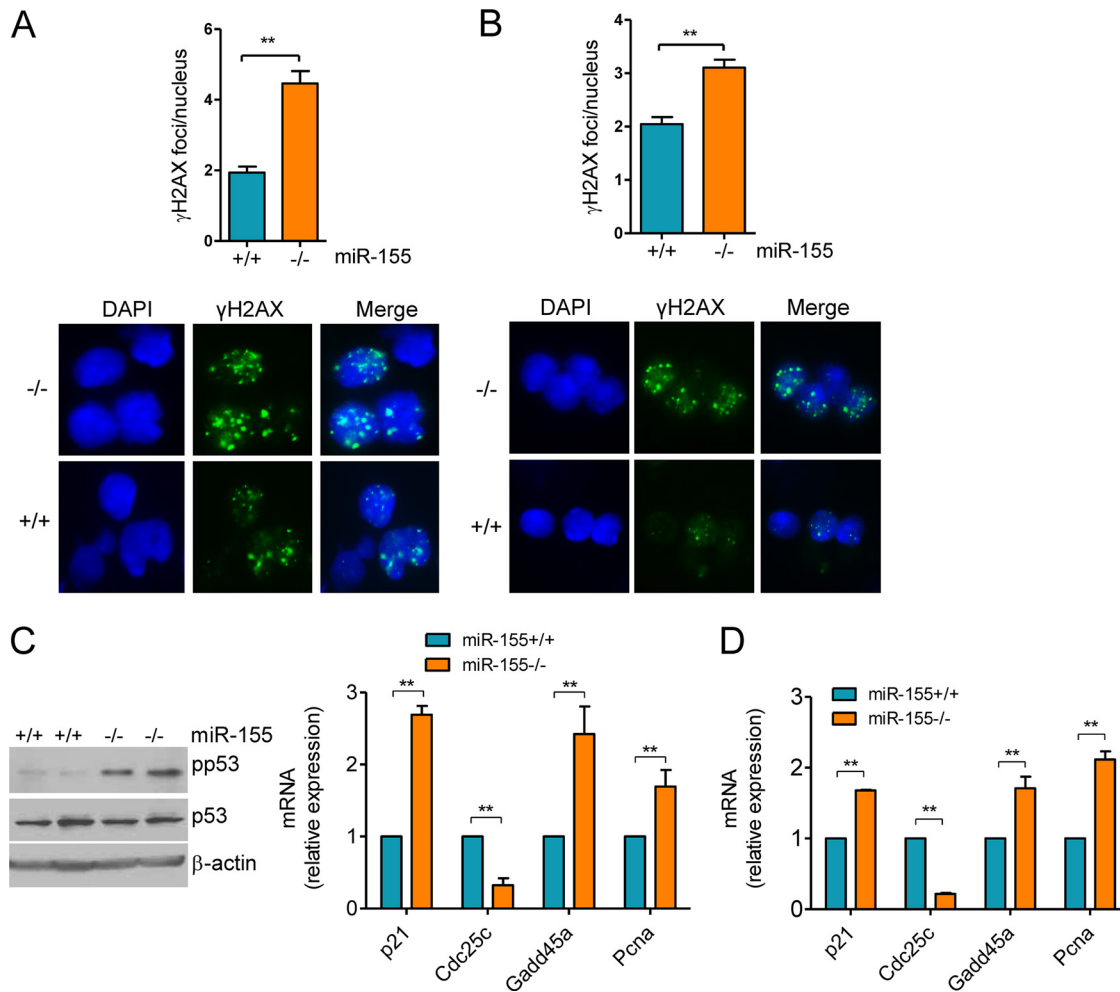 A
6
4
2
0
γH2AX foci/nucleus
**
+/+ -/- miR-155
DAPI γH2AX Merge
-/-
+/+
B
4
3
2
1
0
γH2AX foci/nucleus
**
+/+ -/- miR-155
DAPI γH2AX Merge
-/-
+/+
C
+/+ +/+ -/- -/- miR-155
pp53
p53
β-actin
miR-155+/+
miR-155-/-
3
2
1
0
mRNA
(relative expression)
** ** ** **
p21 Cdc25c Gadd45a Pcna
D
miR-155+/+
miR-155-/-
3
2
1
0
mRNA
(relative expression)
** ** ** **
p21 Cdc25c Gadd45a Pcna